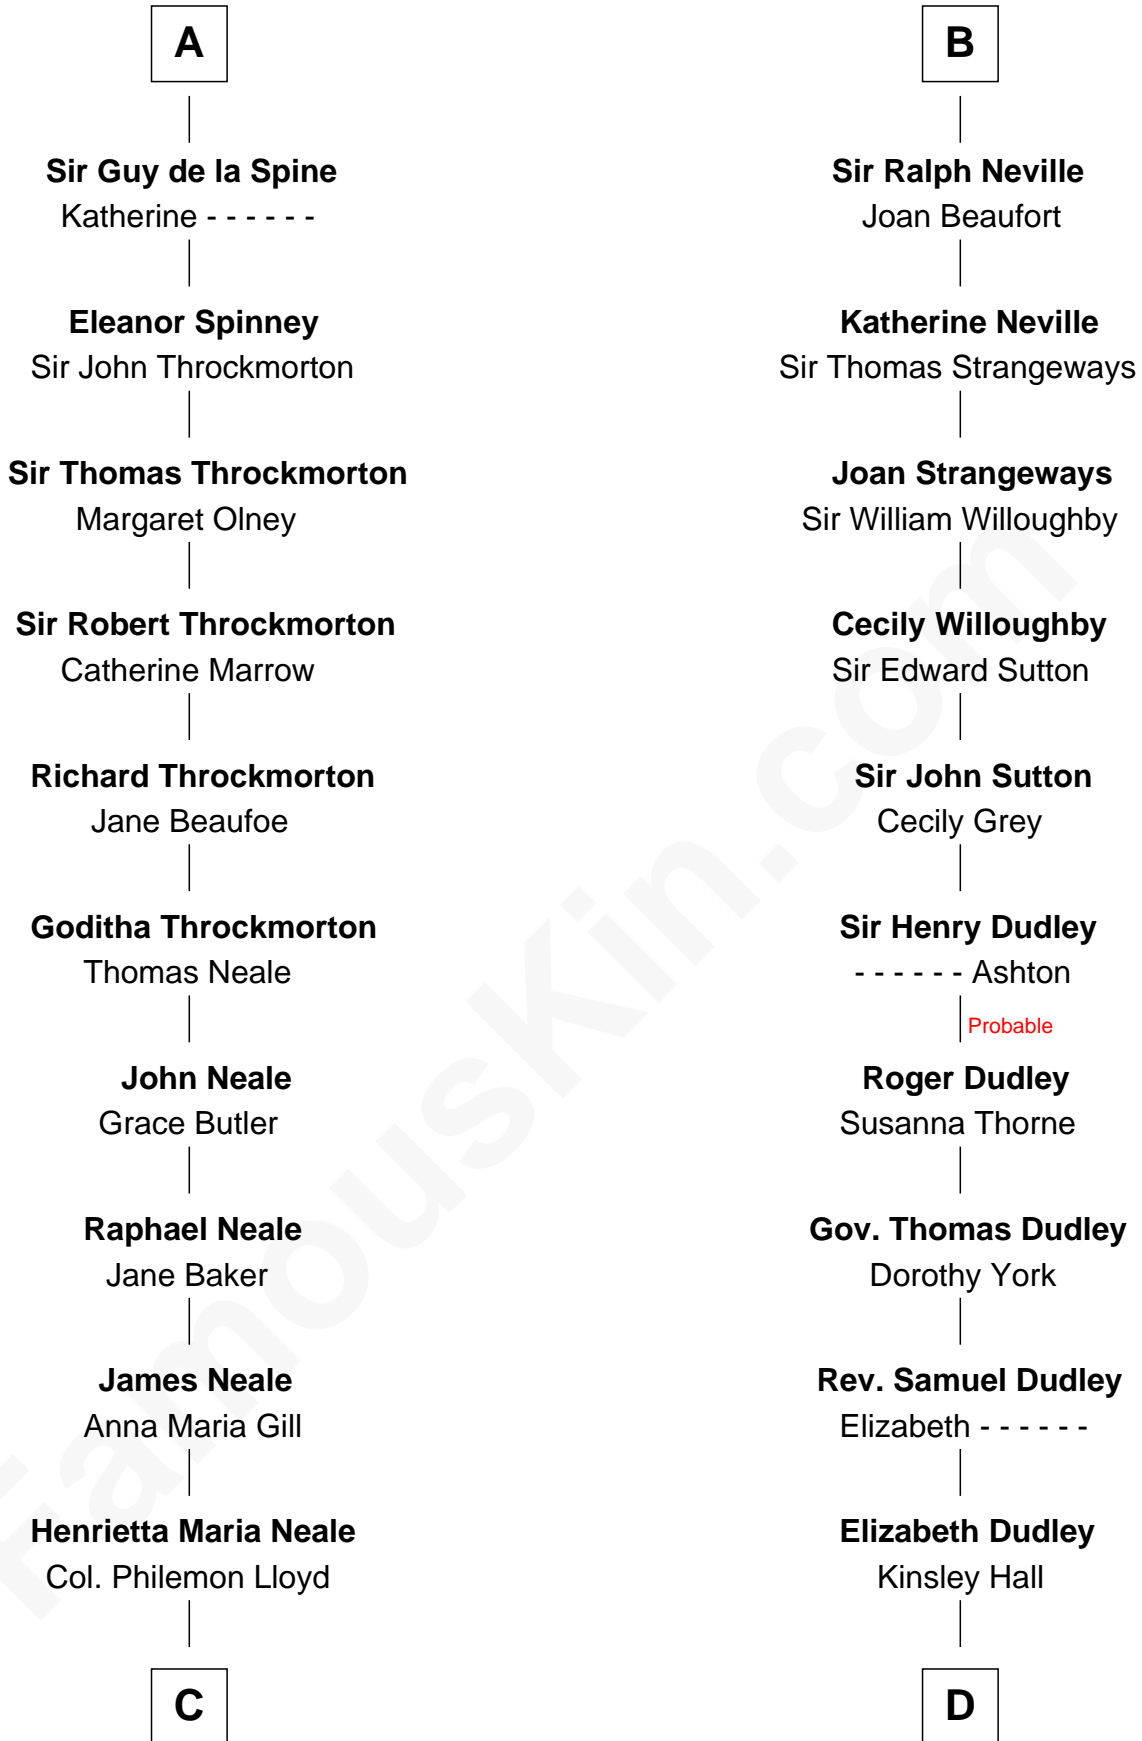 A
Sir Guy de la Spine
Katherine - - - - - -
Eleanor Spinney
Sir John Throckmorton
Sir Thomas Throckmorton
Margaret Olney
Sir Robert Throckmorton
Catherine Marrow
Richard Throckmorton
Jane Beaufoe
Goditha Throckmorton
Thomas Neale
John Neale
Grace Butler
Raphael Neale
Jane Baker
James Neale
Anna Maria Gill
Henrietta Maria Neale
Col. Philemon Lloyd
C
B
Sir Ralph Neville
Joan Beaufort
Katherine Neville
Sir Thomas Strangeways
Joan Strangeways
Sir William Willoughby
Cecily Willoughby
Sir Edward Sutton
Sir John Sutton
Cecily Grey
Sir Henry Dudley
- - - - - - Ashton
Probable
Roger Dudley
Susanna Thorne
Gov. Thomas Dudley
Dorothy York
Rev. Samuel Dudley
Elizabeth - - - - - -
Elizabeth Dudley
Kinsley Hall
D
FamousKin.com